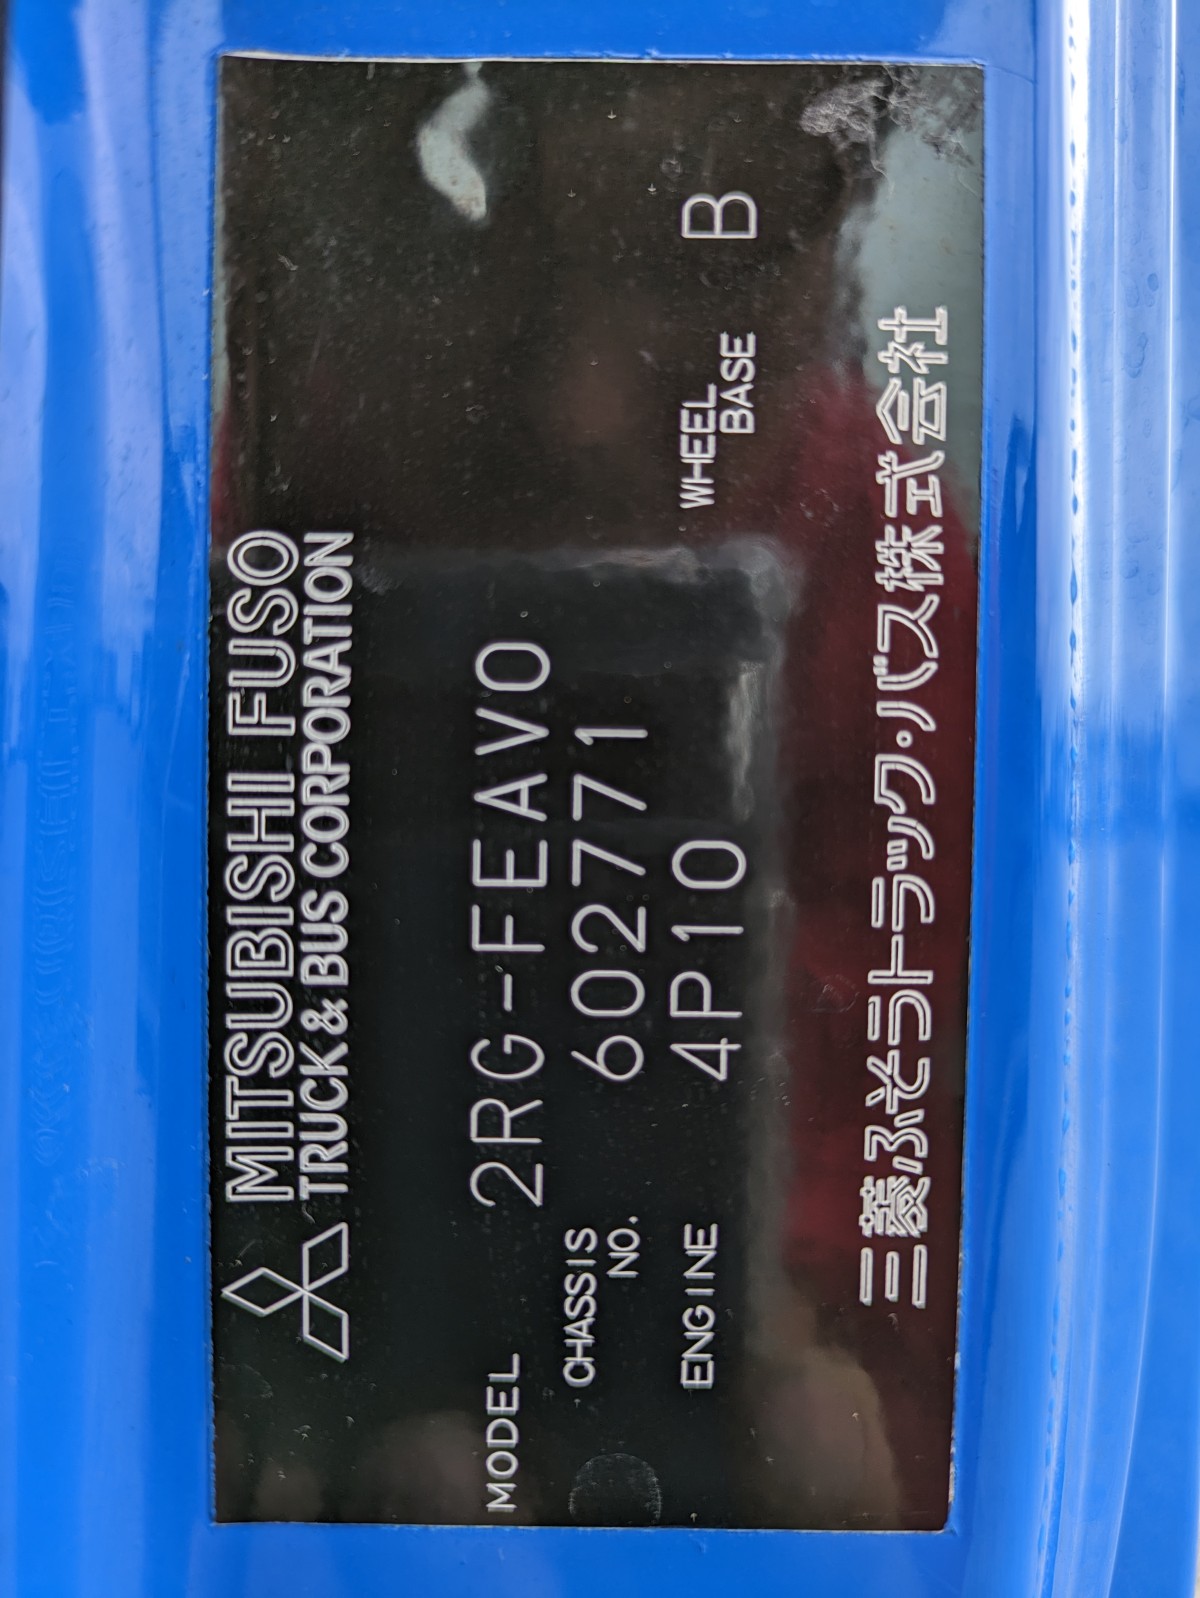 MITSUBISHI FUSO
TRUCK & BUS CORPORATION
MODEL 2RG-FEAV0
CHASSIS NO. 602771
ENGINE 4P10 WHEEL BASE B
三菱ふそうトラック・バス株式会社